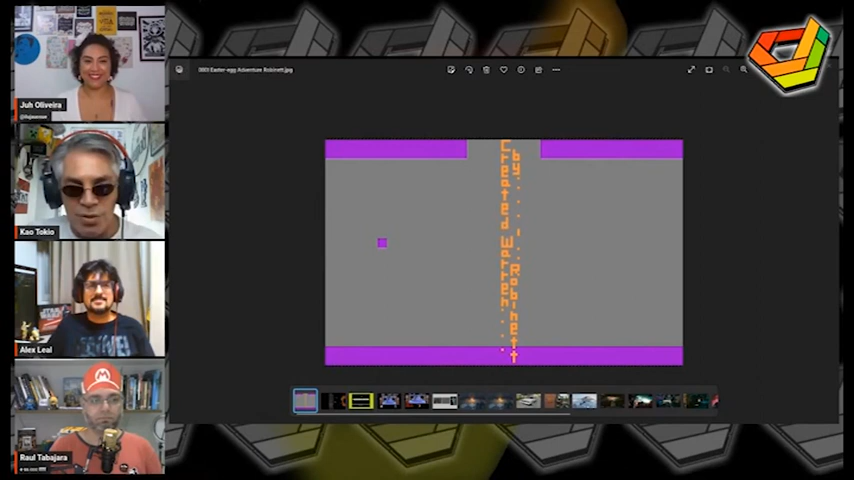 0001 Easter-egg Adventure Robinett.jpg
Juh Oliveira
Kao Tokio
Alex Leal
Raul Tabajara
Created
by
Warren
Robinett